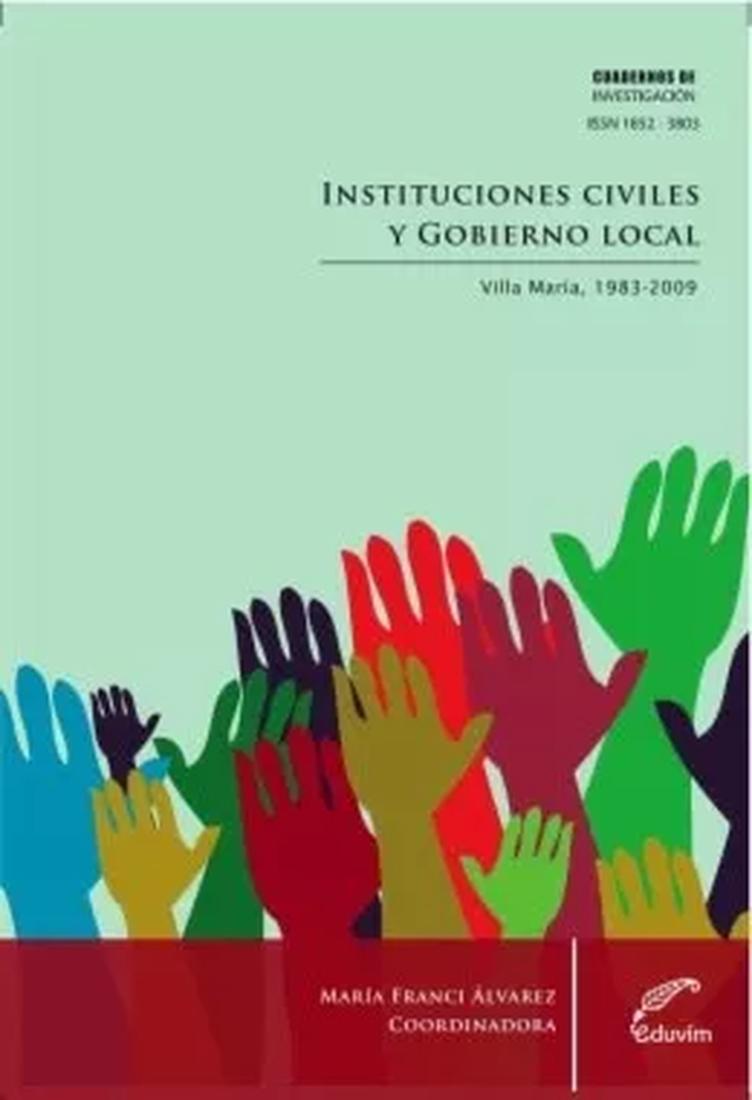 CUADERNOS DE
INVESTIGACIÓN
ISSN 1852 - 3803
INSTITUCIONES CIVILES
Y GOBIERNO LOCAL
Villa María, 1983-2009
MARÍA FRANCI ÁLVAREZ
COORDINADORA
eduvim